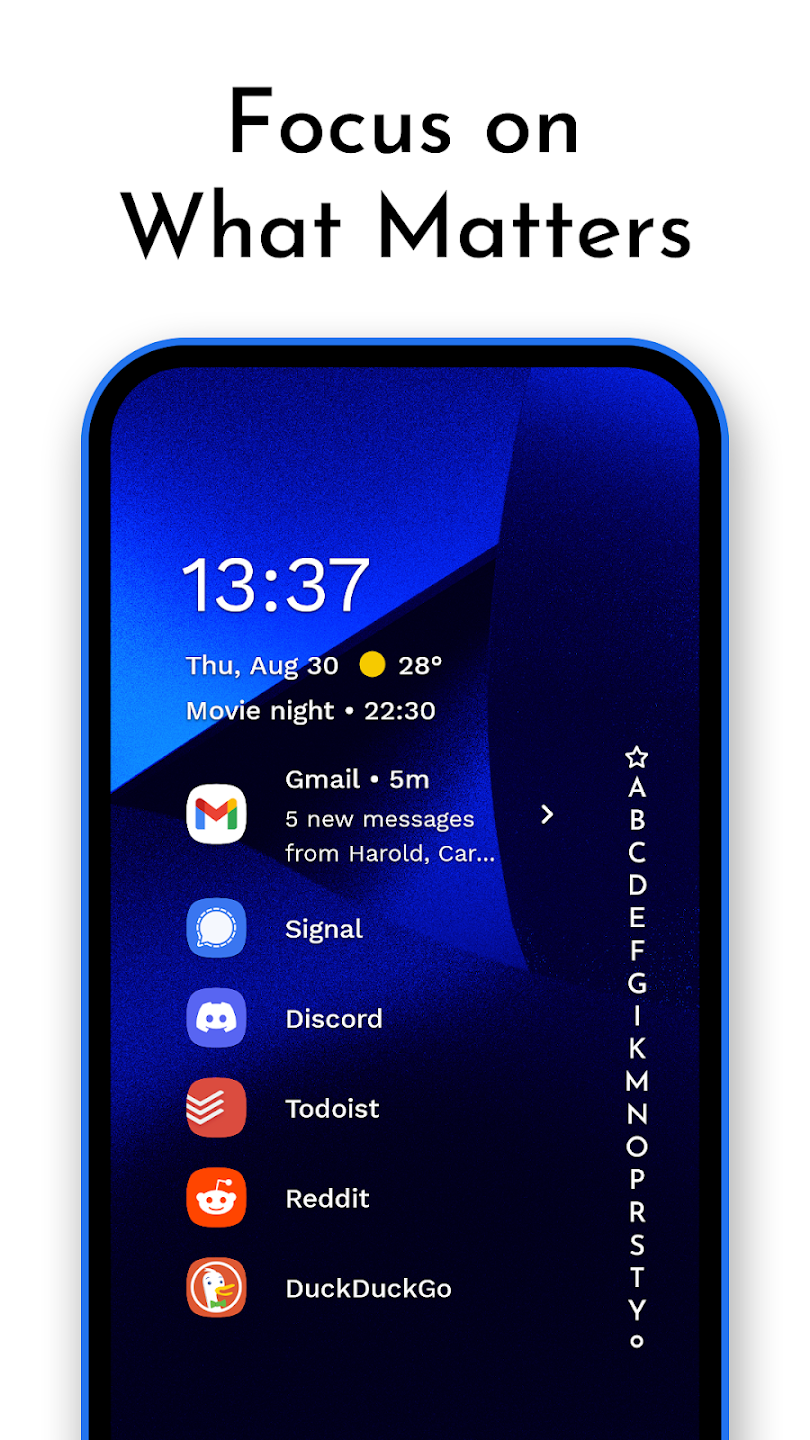 Focus on
What Matters
13:37
Thu, Aug 30 28°
Movie night • 22:30
Gmail • 5m
5 new messages
from Harold, Car...
Signal
Discord
Todoist
Reddit
DuckDuckGo
A
B
C
D
E
F
G
I
K
M
N
O
P
R
S
T
Y